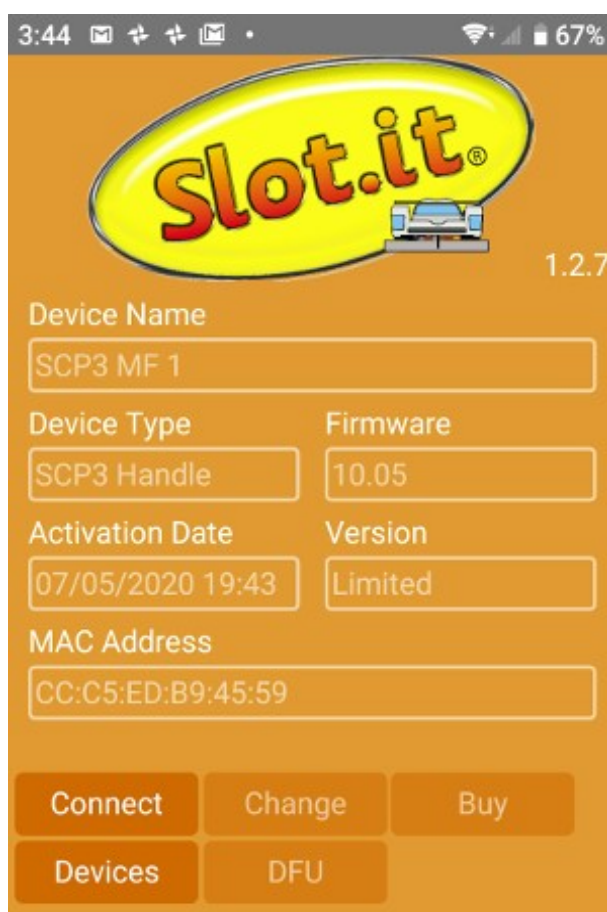 3:44 67%
Slot.it®
1.2.7
Device Name
SCP3 MF 1
Device Type Firmware
SCP3 Handle 10.05
Activation Date Version
07/05/2020 19:43 Limited
MAC Address
CC:C5:ED:B9:45:59
Connect Change Buy
Devices DFU